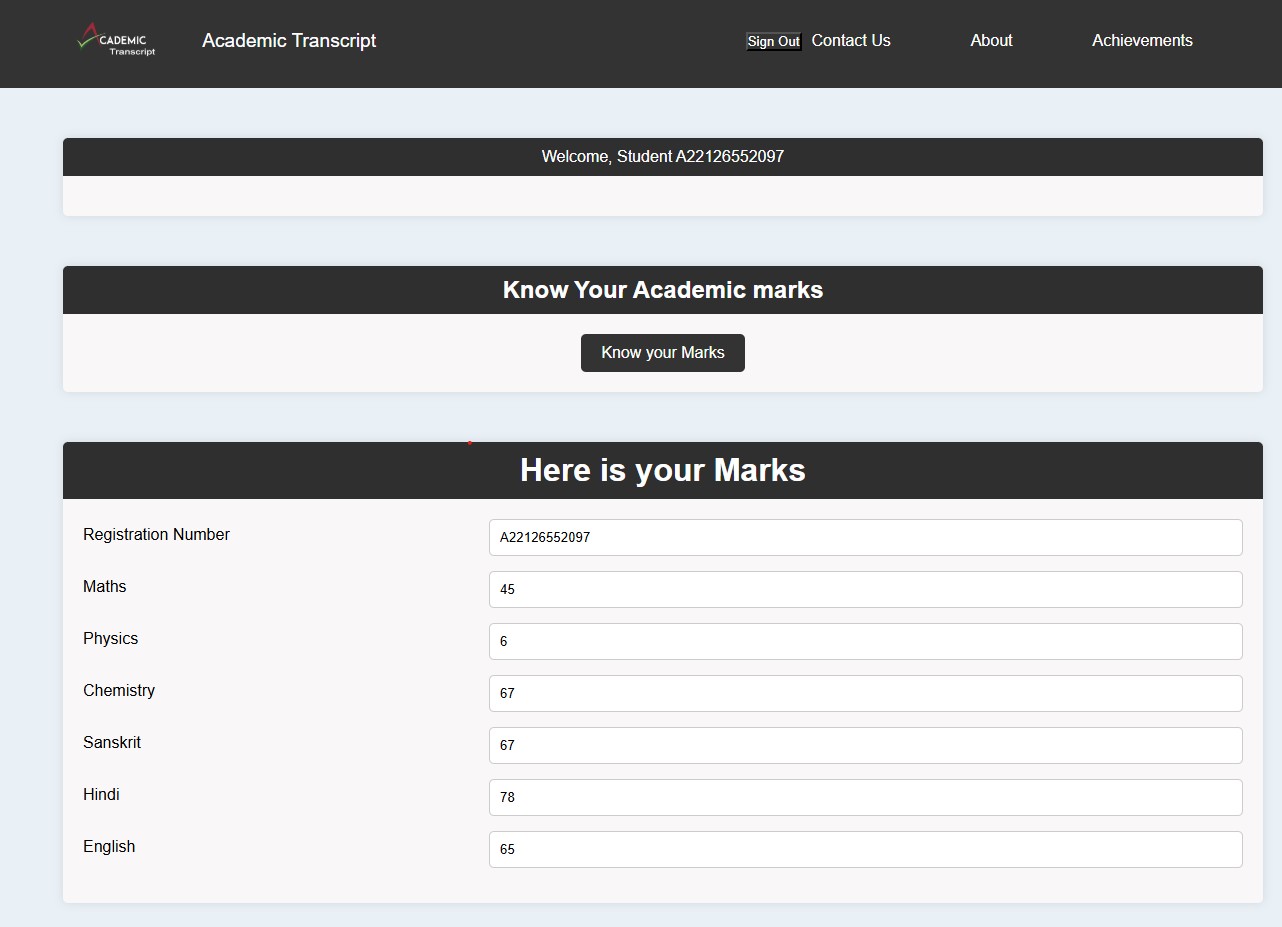 CADEMIC
Transcript
Academic Transcript
Sign Out
Contact Us
About
Achievements
Welcome, Student A22126552097
Know Your Academic marks
Know your Marks
Here is your Marks
Registration Number
A22126552097
Maths
45
Physics
6
Chemistry
67
Sanskrit
67
Hindi
78
English
65